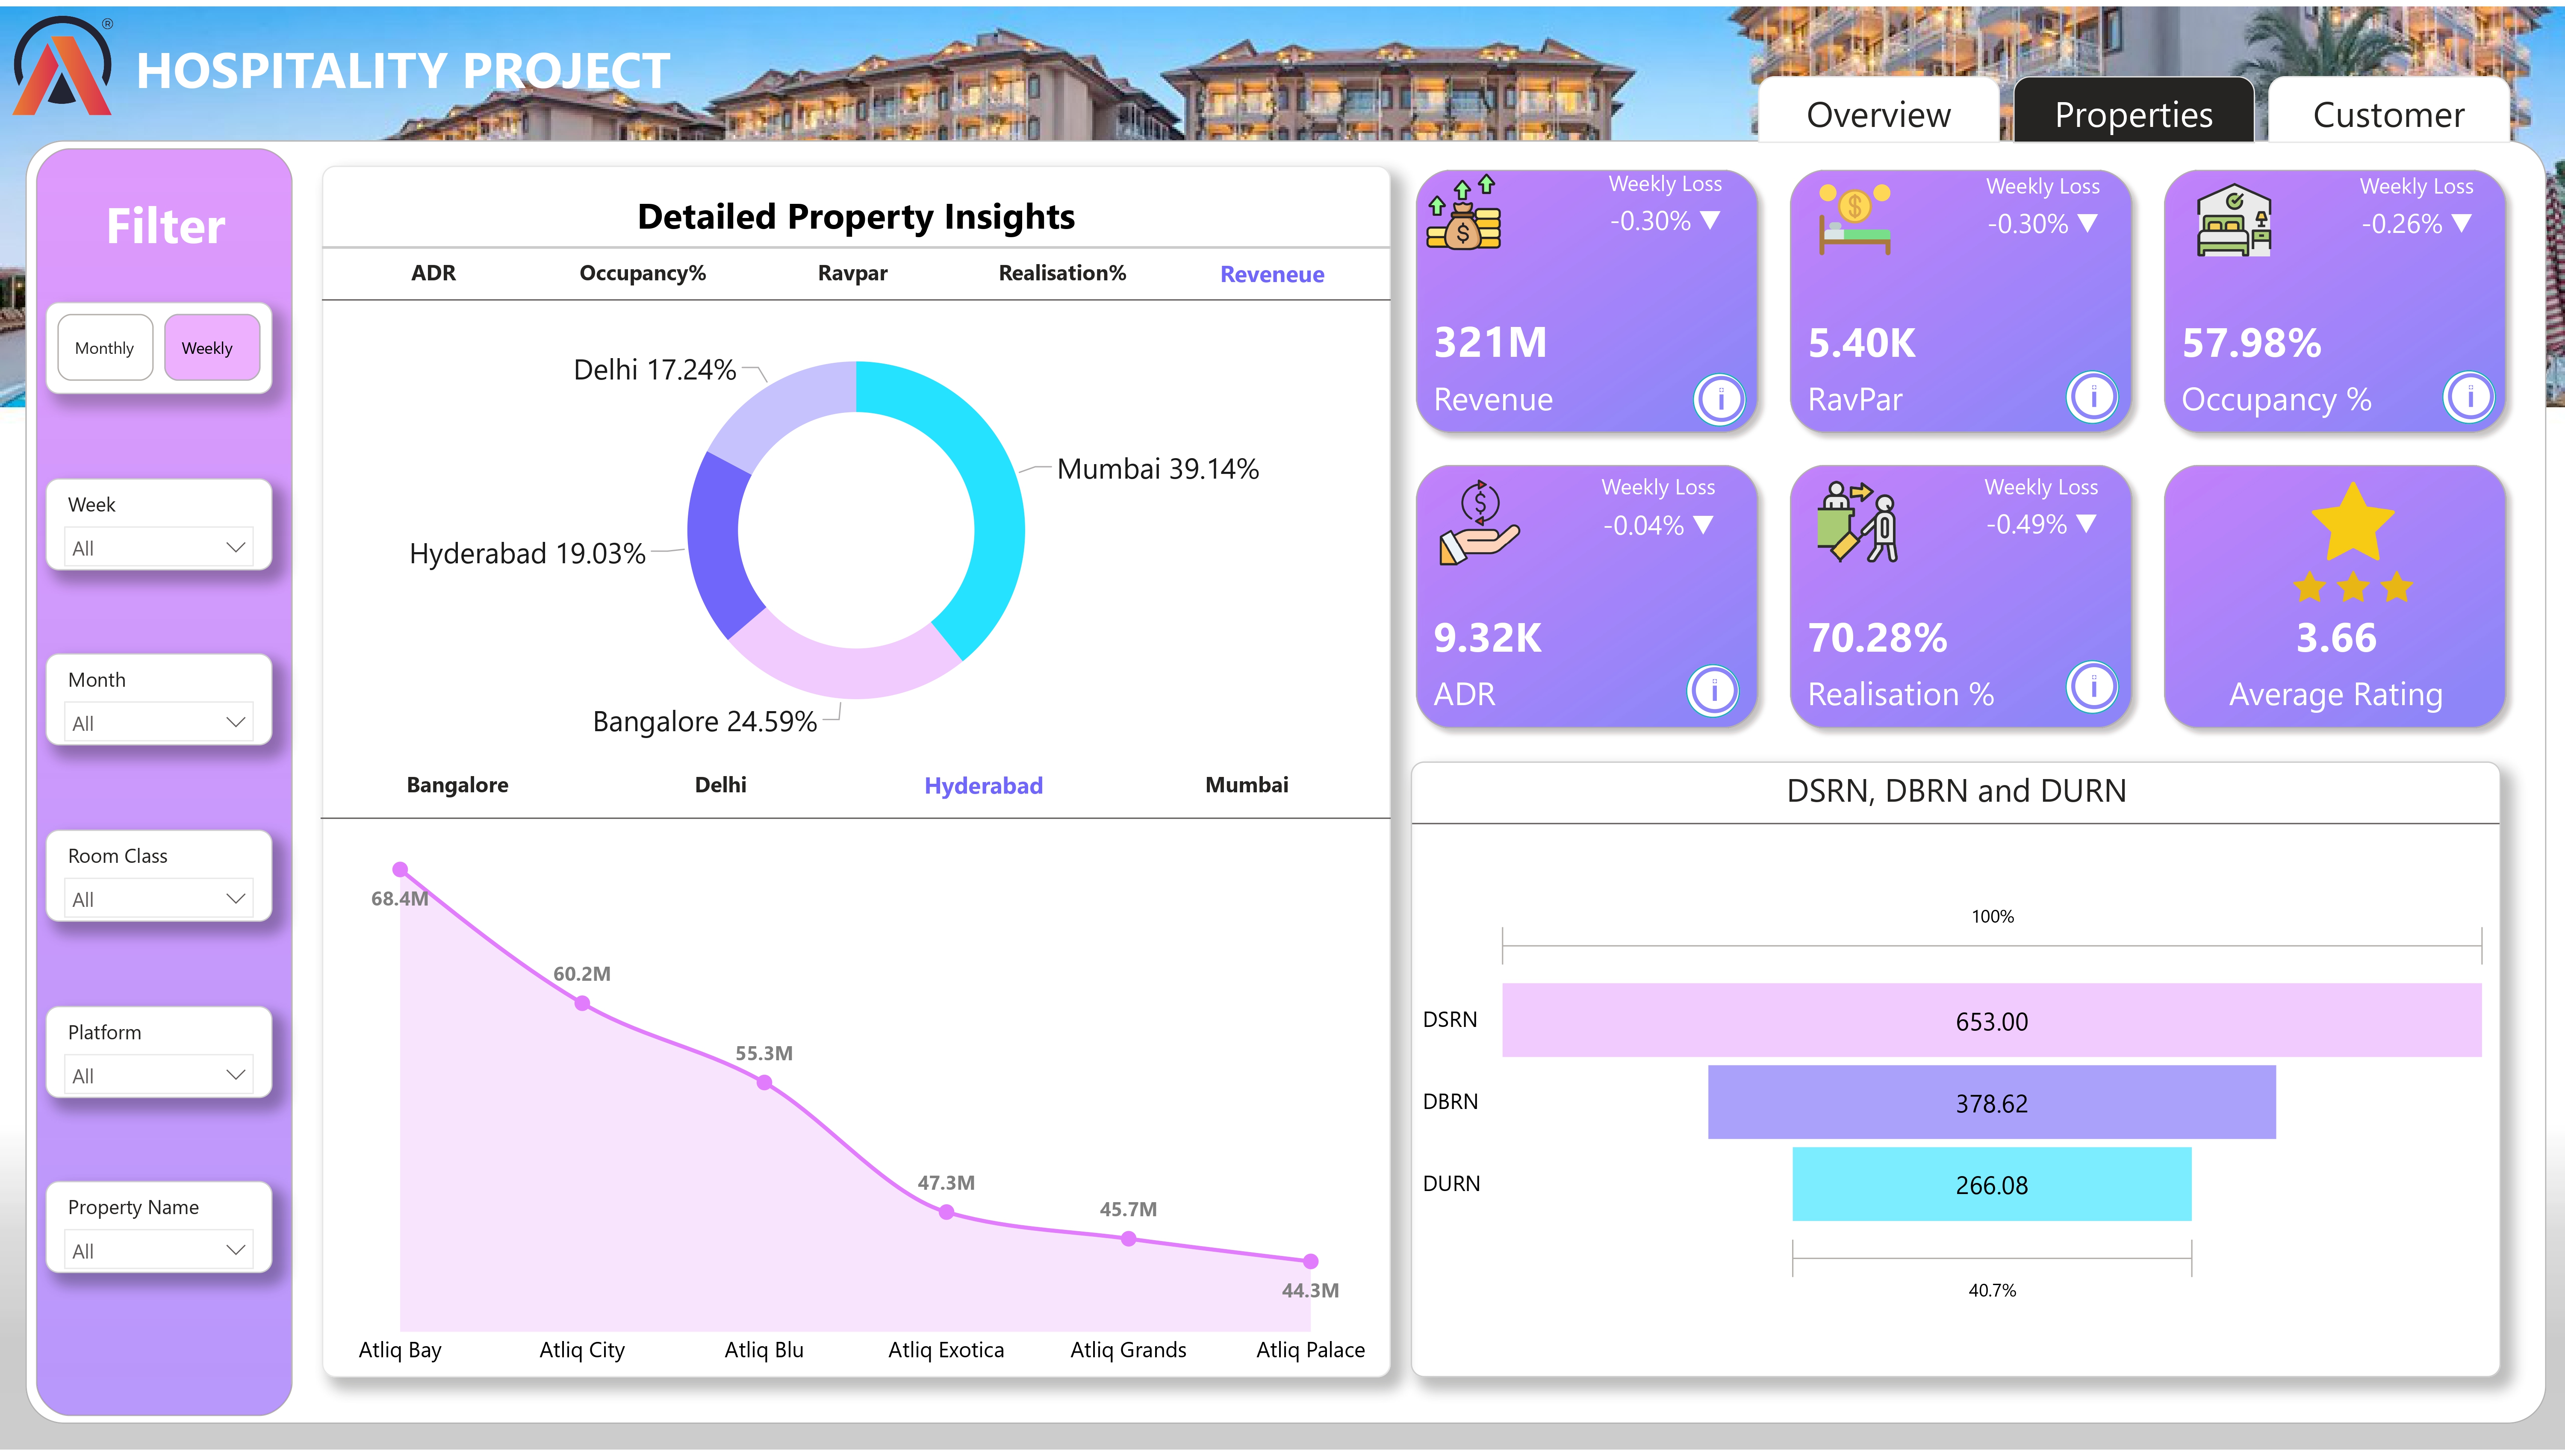 ®
HOSPITALITY PROJECT
Overview
Properties
Customer
Filter
Monthly
Weekly
Week
All
Month
All
Room Class
All
Platform
All
Property Name
All
Detailed Property Insights
ADR
Occupancy%
Ravpar
Realisation%
Reveneue
Delhi 17.24%
Mumbai 39.14%
Hyderabad 19.03%
Bangalore 24.59%
Bangalore
Delhi
Hyderabad
Mumbai
68.4M
60.2M
55.3M
47.3M
45.7M
44.3M
Atliq Bay
Atliq City
Atliq Blu
Atliq Exotica
Atliq Grands
Atliq Palace
Weekly Loss
-0.30% ▼
321M
Revenue
i
Weekly Loss
-0.30% ▼
5.40K
RavPar
i
Weekly Loss
-0.26% ▼
57.98%
Occupancy %
i
Weekly Loss
-0.04% ▼
9.32K
ADR
i
Weekly Loss
-0.49% ▼
70.28%
Realisation %
i
3.66
Average Rating
DSRN, DBRN and DURN
100%
DSRN
653.00
DBRN
378.62
DURN
266.08
40.7%